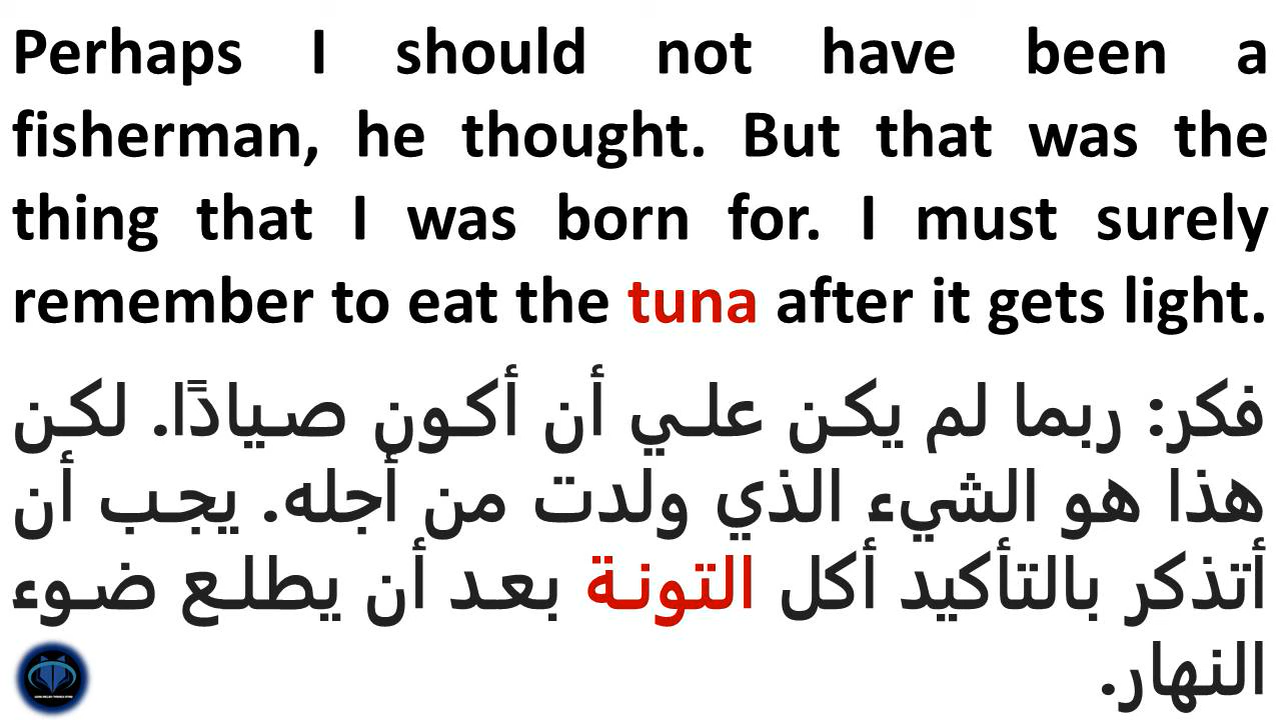 Perhaps I should not have been a
fisherman, he thought. But that was the
thing that I was born for. I must surely
remember to eat the tuna after it gets light.
فكر: ربما لم يكن علي أن أكون صيادًا. لكن
هذا هو الشيء الذي ولدت من أجله. يجب أن
أتذكر بالتأكيد أكل التونة بعد أن يطلع ضوء
النهار.